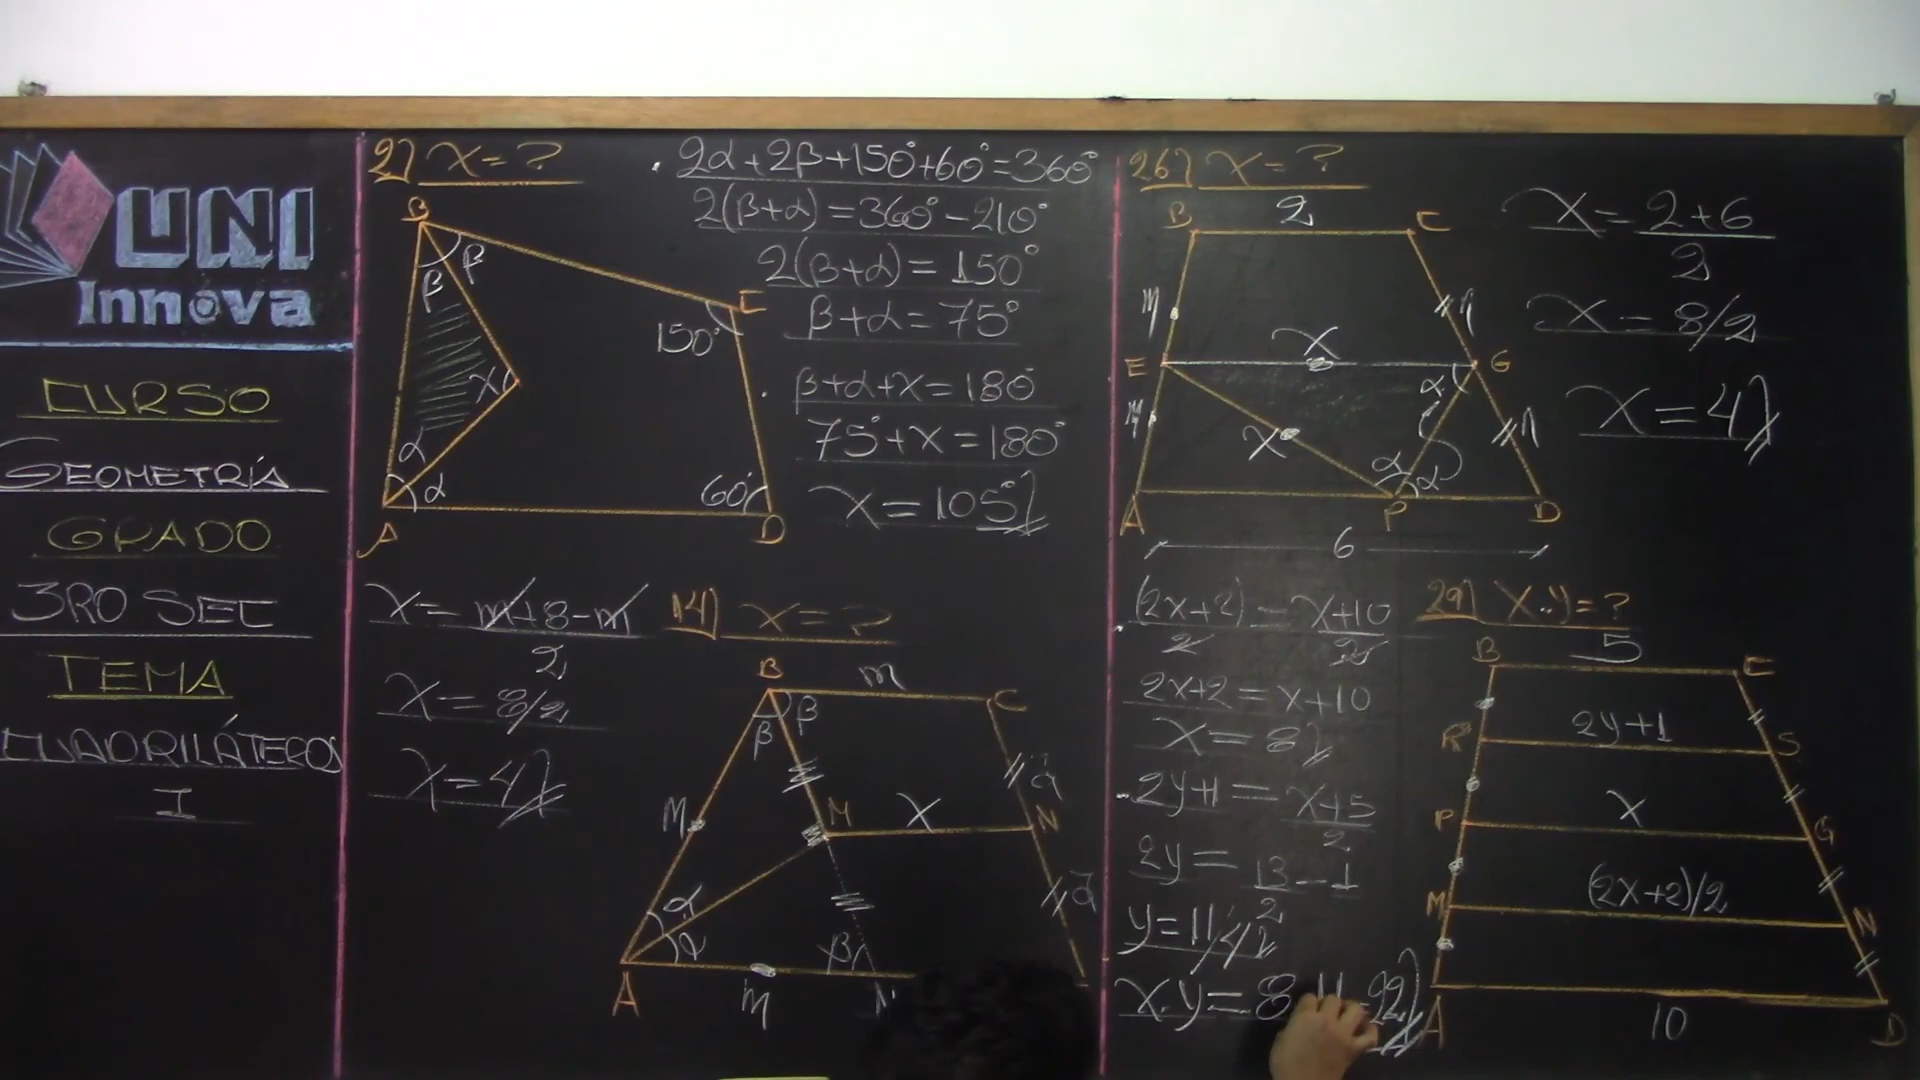 UNI
Innova
CURSO
GEOMETRÍA
GRADO
3RO SEC
TEMA
CUADRILÁTEROS
I
2) X = ?
B
β
β
C
150°
X
α
α
60°
A
D
2α+2β+150°+60°=360°
2(β+α)=360°-210°
2(β+α)=150°
β+α=75°
β+α+x=180°
75°+x=180°
x=105°
26) X = ?
B
2
C
M
n
E
X
G
α
M
X
n
α
α
A
P
D
6
X=2+6
2
X=8/2
X=4
X=m+8-m
2
X=8/2
X=4
14) X = ?
B
m
C
β
β
a
M
M
X
N
a
α
α
β
A
m
N
(2x+2)=x+10
2
2
2x+2=x+10
X=8
2y+1=x+5
2
2y=13-1
2
y=11/4
X.y=8.11=22
29) X.y=?
5
B
C
R
2y+1
S
P
X
Q
M
(2x+2)/2
N
A
10
D